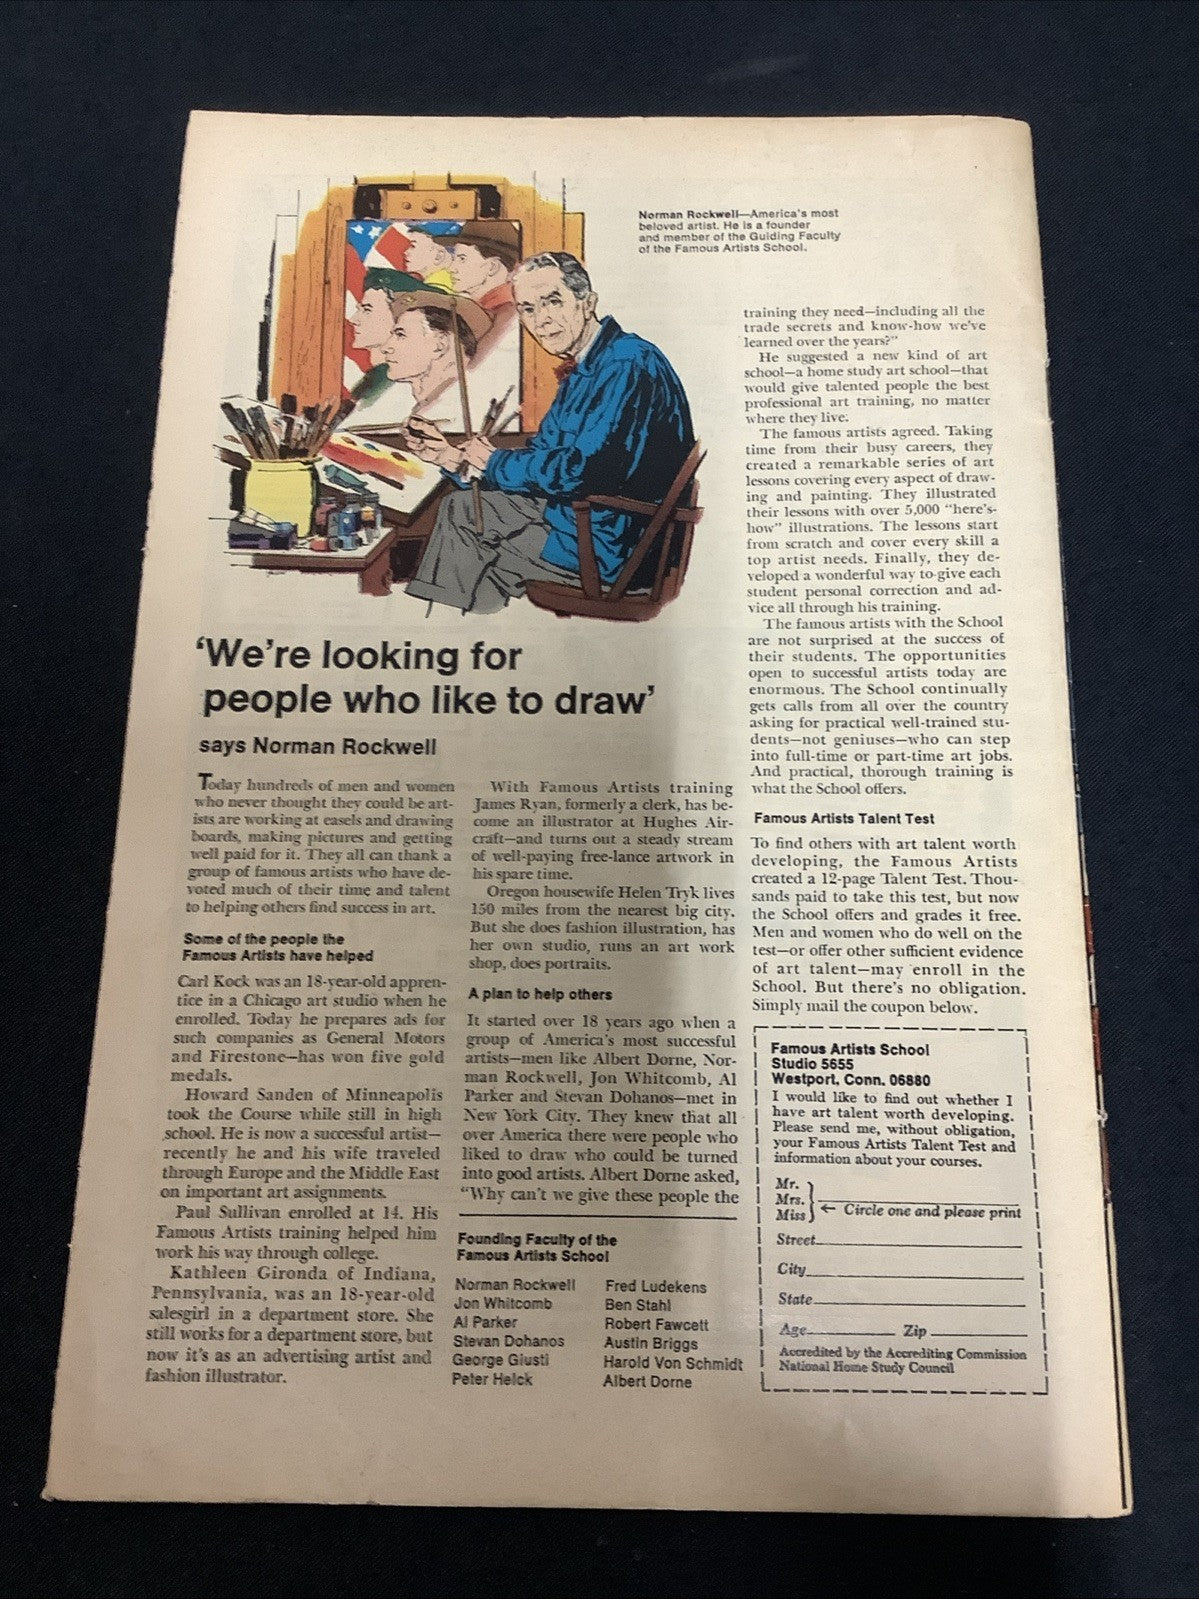 Norman Rockwell—America's most
beloved artist. He is a founder
and member of the Guiding Faculty
of the Famous Artists School.
'We're looking for
people who like to draw'
says Norman Rockwell
Today hundreds of men and women
who never thought they could be art-
ists are working at easels and drawing
boards, making pictures and getting
well paid for it. They all can thank a
group of famous artists who have de-
voted much of their time and talent
to helping others find success in art.
Some of the people the
Famous Artists have helped
Carl Kock was an 18-year-old appren-
tice in a Chicago art studio when he
enrolled. Today he prepares ads for
such companies as General Motors
and Firestone—has won five gold
medals.
Howard Sanden of Minneapolis
took the Course while still in high
school. He is now a successful artist—
recently he and his wife traveled
through Europe and the Middle East
on important art assignments.
Paul Sullivan enrolled at 14. His
Famous Artists training helped him
work his way through college.
Kathleen Gironda of Indiana,
Pennsylvania, was an 18-year-old
salesgirl in a department store. She
still works for a department store, but
now it's as an advertising artist and
fashion illustrator.
With Famous Artists training
James Ryan, formerly a clerk, has be-
come an illustrator at Hughes Air-
craft—and turns out a steady stream
of well-paying free-lance artwork in
his spare time.
Oregon housewife Helen Tryk lives
150 miles from the nearest big city.
But she does fashion illustration, has
her own studio, runs an art work
shop, does portraits.
A plan to help others
It started over 18 years ago when a
group of America's most successful
artists—men like Albert Dorne, Nor-
man Rockwell, Jon Whitcomb, Al
Parker and Stevan Dohanos—met in
New York City. They knew that all
over America there were people who
liked to draw who could be turned
into good artists. Albert Dorne asked,
"Why can't we give these people the
Founding Faculty of the
Famous Artists School
Norman Rockwell
Jon Whitcomb
Al Parker
Stevan Dohanos
George Giusti
Peter Helck
Fred Ludekens
Ben Stahl
Robert Fawcett
Austin Briggs
Harold Von Schmidt
Albert Dorne
training they need—including all the
trade secrets and know-how we've
learned over the years?"
He suggested a new kind of art
school—a home study art school—that
would give talented people the best
professional art training, no matter
where they live.
The famous artists agreed. Taking
time from their busy careers, they
created a remarkable series of art
lessons covering every aspect of draw-
ing and painting. They illustrated
their lessons with over 5,000 "here's-
how" illustrations. The lessons start
from scratch and cover every skill a
top artist needs. Finally, they de-
veloped a wonderful way to give each
student personal correction and ad-
vice all through his training.
The famous artists with the School
are not surprised at the success of
their students. The opportunities
open to successful artists today are
enormous. The School continually
gets calls from all over the country
asking for practical well-trained stu-
dents—not geniuses—who can step
into full-time or part-time art jobs.
And practical, thorough training is
what the School offers.
Famous Artists Talent Test
To find others with art talent worth
developing, the Famous Artists
created a 12-page Talent Test. Thou-
sands paid to take this test, but now
the School offers and grades it free.
Men and women who do well on the
test—or offer other sufficient evidence
of art talent—may enroll in the
School. But there's no obligation.
Simply mail the coupon below.
Famous Artists School
Studio 5655
Westport, Conn. 06880
I would like to find out whether I
have art talent worth developing.
Please send me, without obligation,
your Famous Artists Talent Test and
information about your courses.
Mr.
Mrs.
Miss ← Circle one and please print
Street
City
State
Age Zip
Accredited by the Accrediting Commission
National Home Study Council